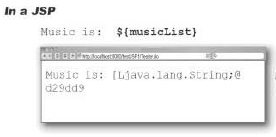 In a JSP
Music is: ${musicList}
Music is: [Ljava.lang.String;@
d29dd9